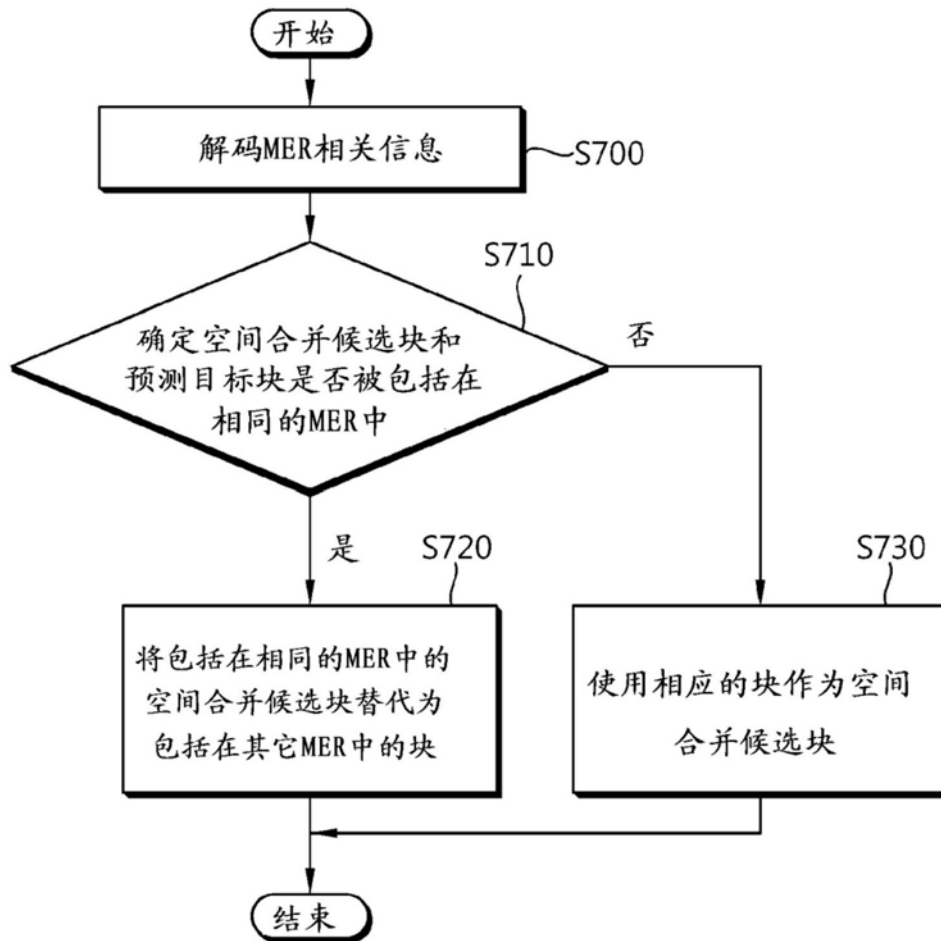 开始
解码MER相关信息
S700
S710
确定空间合并候选块和
预测目标块是否被包括在
相同的MER中
否
是
S720
S730
将包括在相同的MER中的
空间合并候选块替代为
包括在其它MER中的块
使用相应的块作为空间
合并候选块
结束